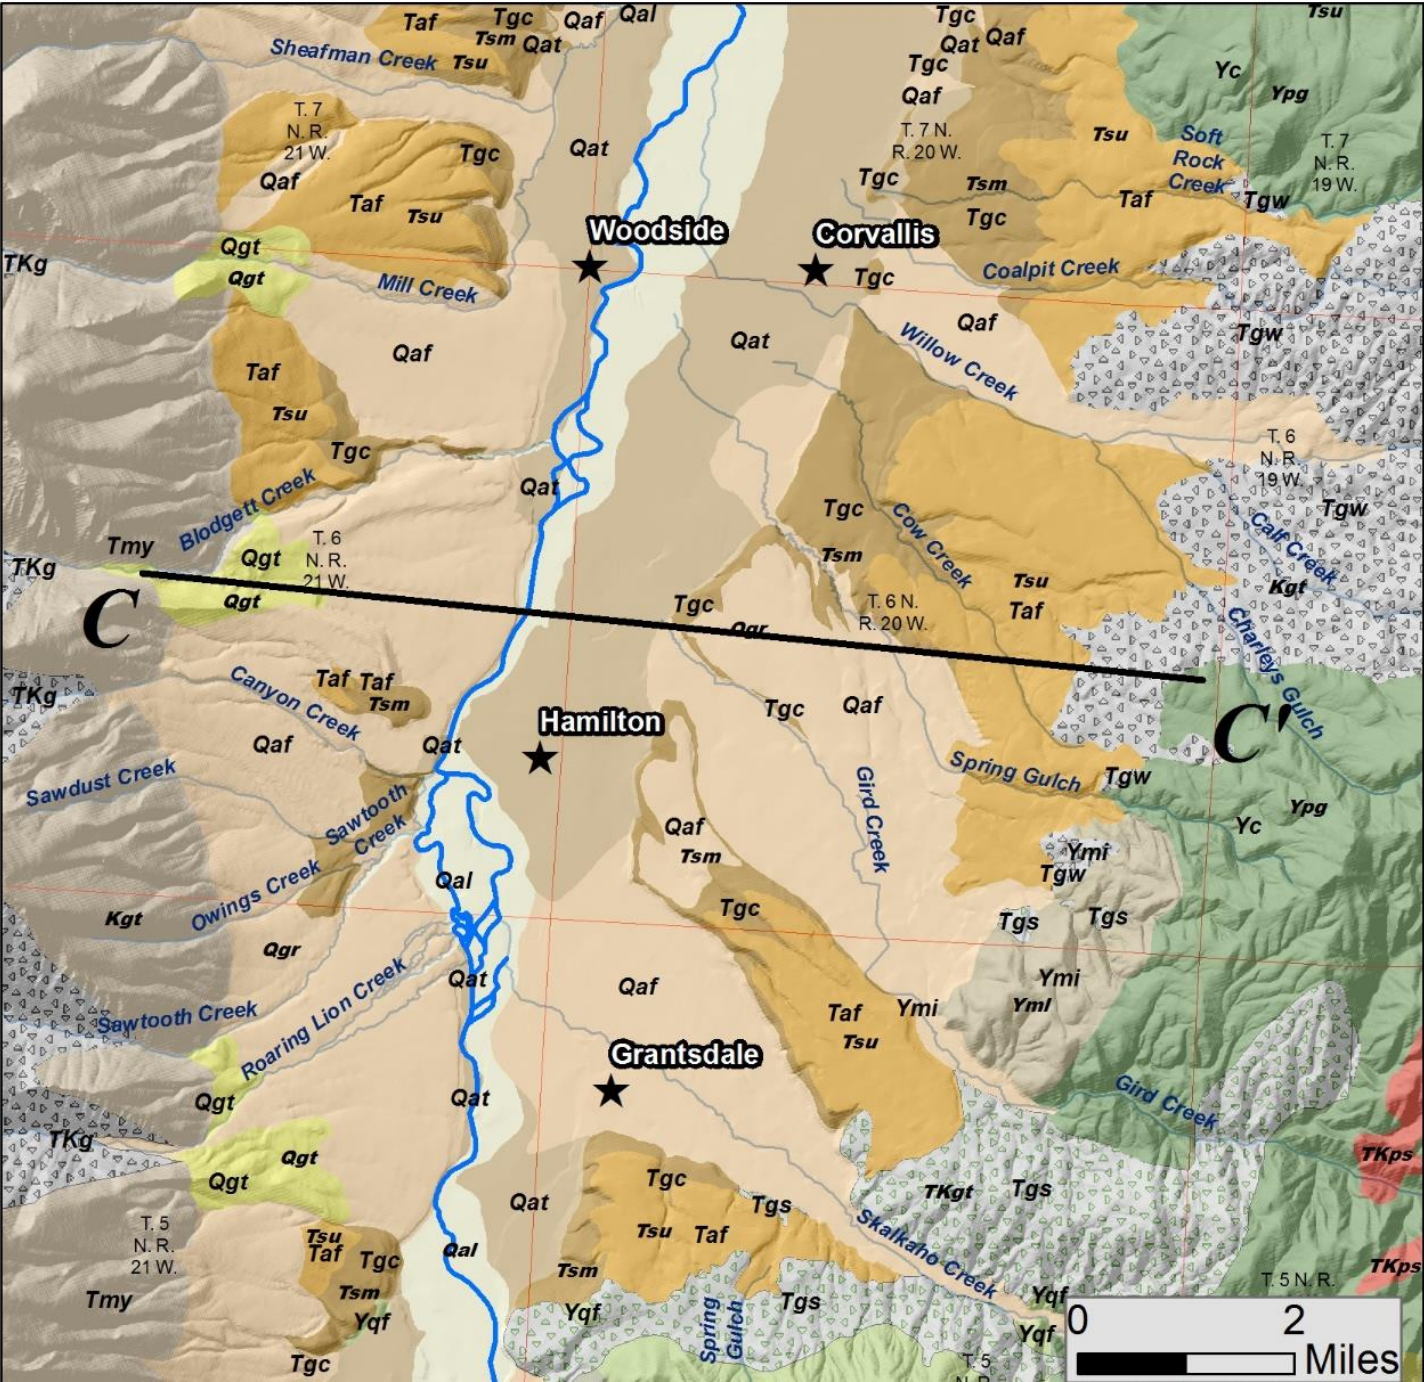 Taf
Tgc
Qaf
Qal
Tsm
Qat
Tsu
Sheafman Creek
Tgc
Qat
Qaf
Tgc
Qaf
Tsu
Yc
Ypg
T. 7
N. R.
21 W.
Qaf
Tgc
Qat
Taf
Tsu
T. 7 N.
R. 20 W.
Tsu
Soft
Rock
Creek
T. 7
N. R.
19 W.
Tgc
Tsm
Tgc
Taf
Tgw
Woodside
Corvallis
Qgt
Qgt
TKg
Mill Creek
Tgc
Coalpit Creek
Qaf
Qat
Qaf
Willow Creek
Tgw
Taf
Tsu
Tgc
T. 6
N. R.
19 W.
Blodgett Creek
Qat
Tgc
Tsm
Cow Creek
Tgw
Calf Creek
Kgt
Tmy
TKg
Qgt
Qgt
T. 6
N. R.
21 W.
C
Tgc
Qgr
T. 6 N.
R. 20 W.
Tsu
Taf
Charleys Gulch
C'
TKg
Canyon Creek
Taf
Taf
Tsm
Qaf
Qat
Hamilton
Tgc
Qaf
Sawdust Creek
Spring Gulch
Tgw
Gird Creek
Ypg
Yc
Sawtooth
Creek
Qaf
Tsm
Ymi
Tgw
Owings Creek
Qal
Kgt
Tgc
Tgs
Tgs
Qgr
Roaring Lion Creek
Qat
Qaf
Ymi
Yml
Sawtooth Creek
Taf
Tsu
Ymi
Grantsdale
Qgt
Qat
Gird Creek
TKg
Qgt
Qgt
TKps
Tgc
Tgs
TKgt
Tgs
Qat
T. 5
N. R.
21 W.
Tsu
Taf
Tgc
Tsm
Qal
Tsu
Taf
Skalkaho Creek
Tsm
TKps
T. 5 N. R.
Tmy
Yqf
Tgc
Yqf
Spring
Gulch
Tgs
Yqf
Yqf
T. 5
0
2
Miles